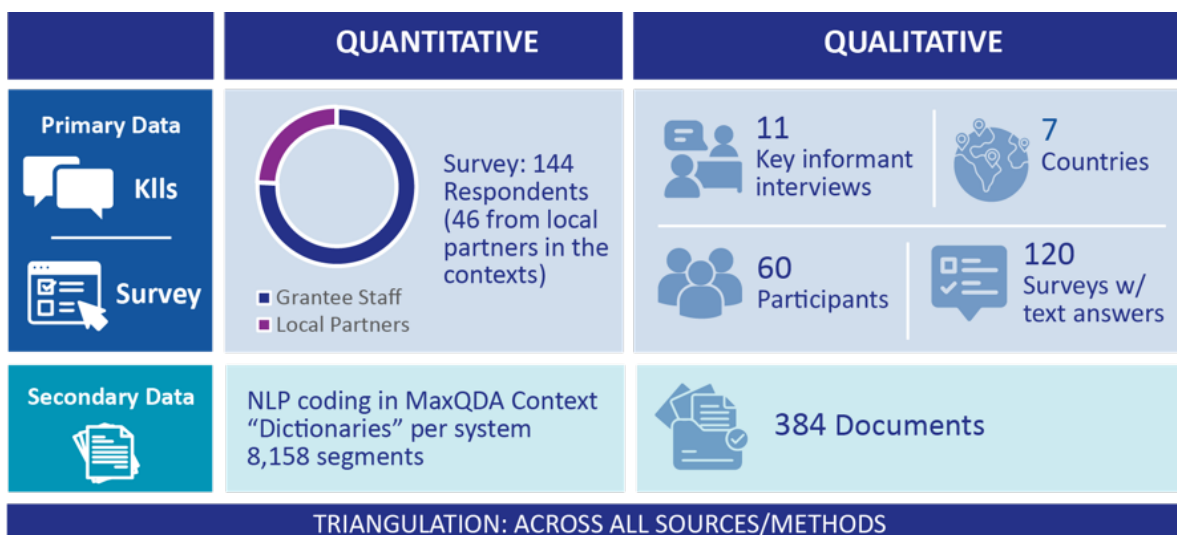 QUANTITATIVE
QUALITATIVE
Primary Data
KIIs
Survey
Survey: 144
Respondents
(46 from local
partners in the
contexts)
Grantee Staff
Local Partners
11
Key informant
interviews
7
Countries
60
Participants
120
Surveys w/
text answers
Secondary Data
NLP coding in MaxQDA Context
“Dictionaries” per system
8,158 segments
384 Documents
TRIANGULATION: ACROSS ALL SOURCES/METHODS